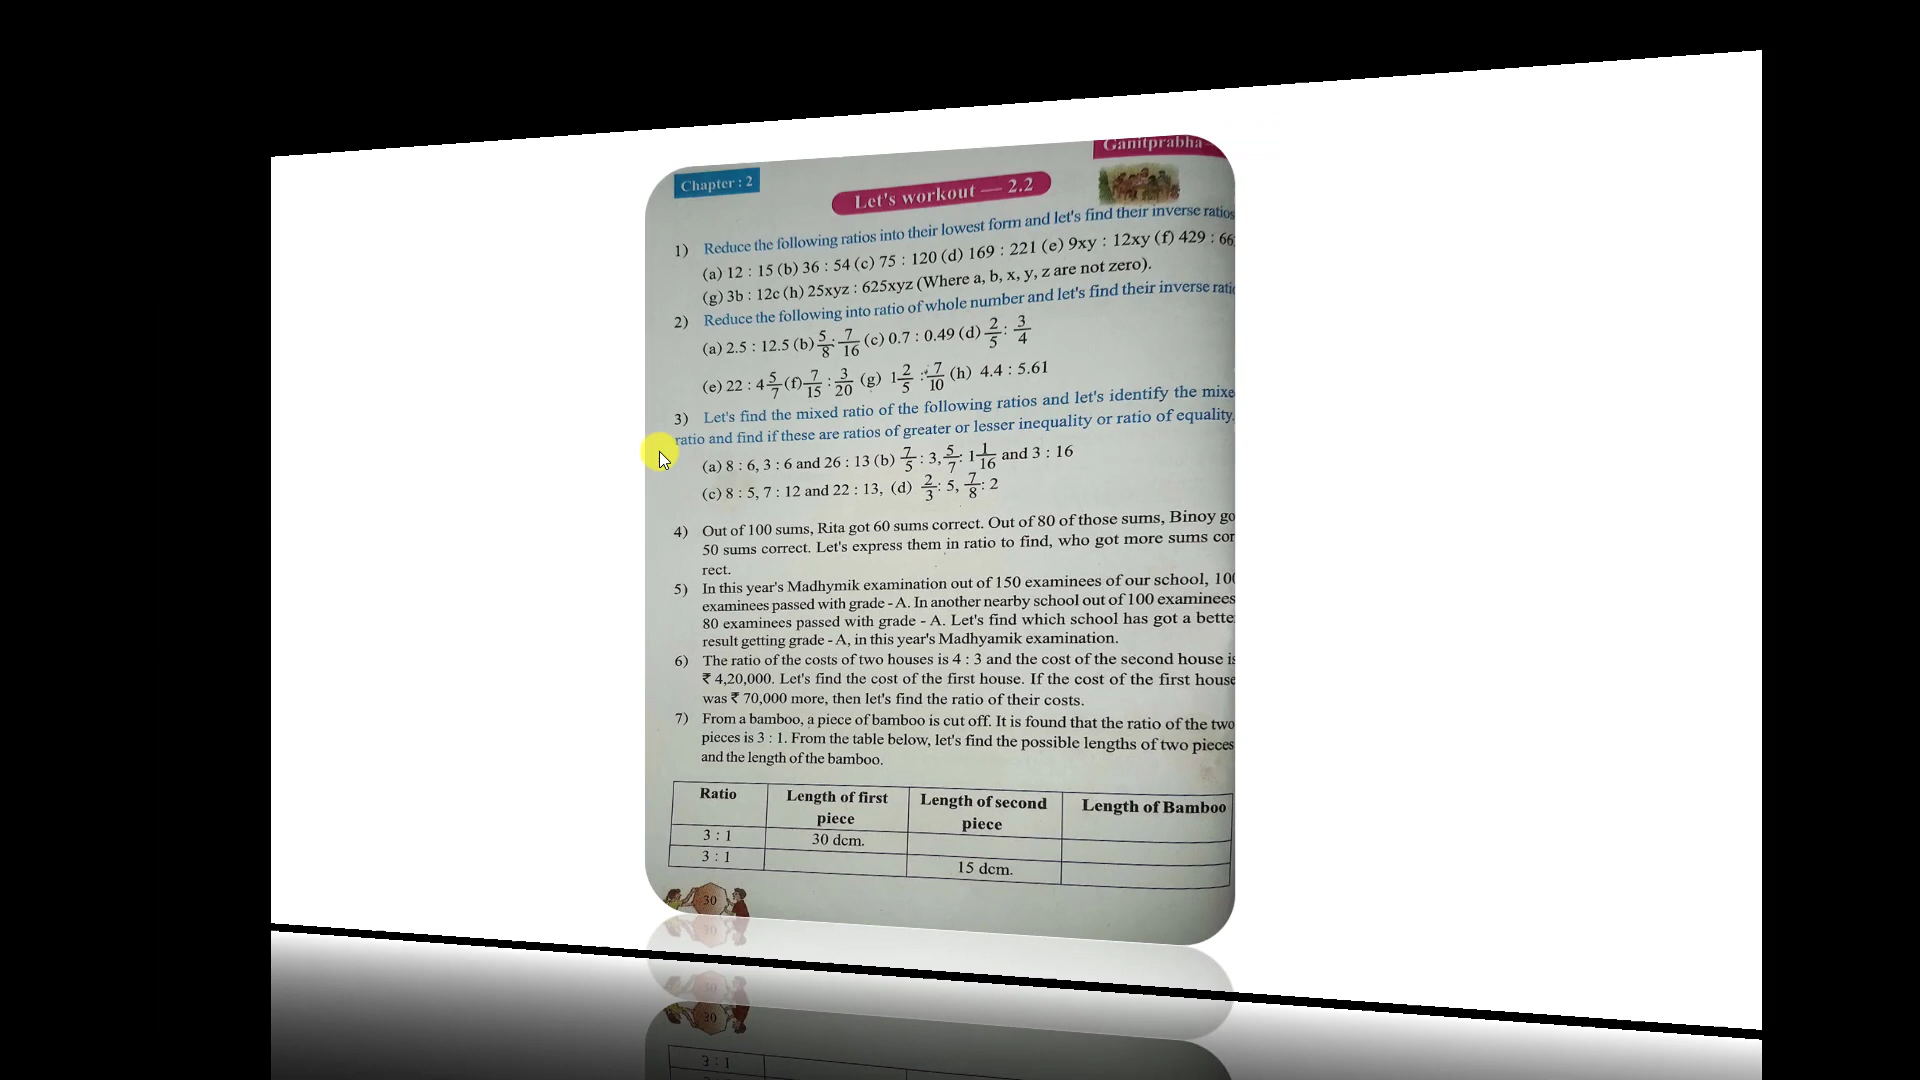 Ganitprabha
Chapter : 2
Let's workout — 2.2
1) Reduce the following ratios into their lowest form and let's find their inverse ratios
(a) 12 : 15 (b) 36 : 54 (c) 75 : 120 (d) 169 : 221 (e) 9xy : 12xy (f) 429 : 66
(g) 3b : 12c (h) 25xyz : 625xyz (Where a, b, x, y, z are not zero).
2) Reduce the following into ratio of whole number and let's find their inverse
(a) 2.5 : 12.5 (b) 5/8 : 7/16 (c) 0.7 : 0.49 (d) 2/5 : 3/4
(e) 22 : 4 5/7 (f) 7/15 : 3/20 (g) 1 2/5 : 7/10 (h) 4.4 : 5.61
3) Let's find the mixed ratio of the following ratios and let's identify the mixe
ratio and find if these are ratios of greater or lesser inequality or ratio of equality.
(a) 8 : 6, 3 : 6 and 26 : 13 (b) 7/5 : 3, 5/7 : 1 1/16 and 3 : 16
(c) 8 : 5, 7 : 12 and 22 : 13, (d) 2/3 : 5, 7/8 : 2
4) Out of 100 sums, Rita got 60 sums correct. Out of 80 of those sums, Binoy go
50 sums correct. Let's express them in ratio to find, who got more sums cor
rect.
5) In this year's Madhymik examination out of 150 examinees of our school, 100
examinees passed with grade - A. In another nearby school out of 100 examinees
80 examinees passed with grade - A. Let's find which school has got a bette
result getting grade - A, in this year's Madhyamik examination.
6) The ratio of the costs of two houses is 4 : 3 and the cost of the second house is
₹ 4,20,000. Let's find the cost of the first house. If the cost of the first house
was ₹ 70,000 more, then let's find the ratio of their costs.
7) From a bamboo, a piece of bamboo is cut off. It is found that the ratio of the two
pieces is 3 : 1. From the table below, let's find the possible lengths of two pieces
and the length of the bamboo.
Ratio Length of first piece Length of second piece Length of Bamboo
3 : 1 30 dcm.
3 : 1 15 dcm.
30